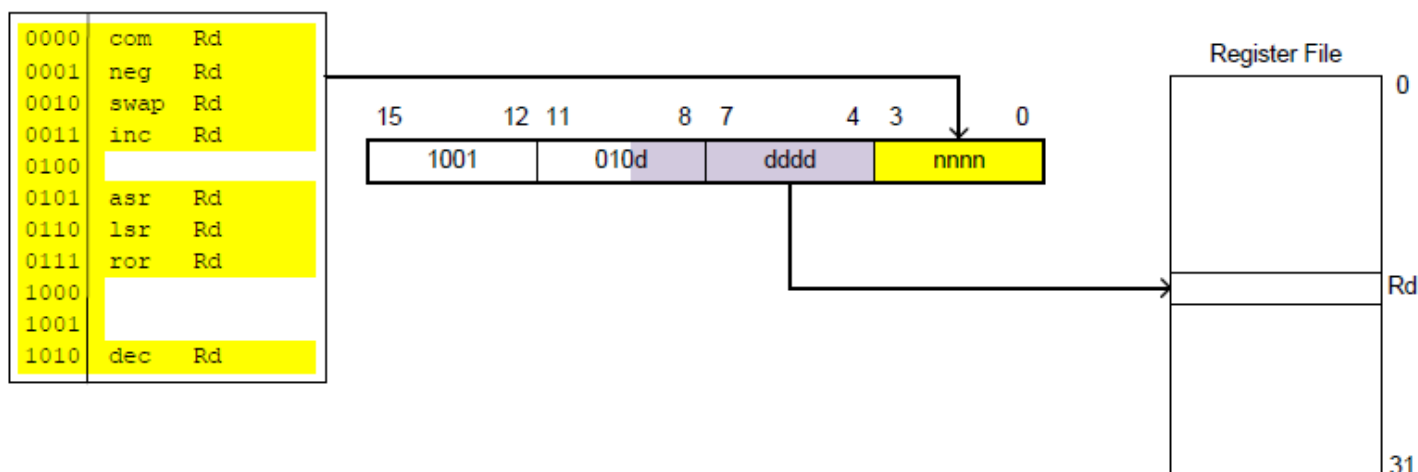 0000 com Rd
0001 neg Rd
0010 swap Rd
0011 inc Rd
0100
0101 asr Rd
0110 lsr Rd
0111 ror Rd
1000
1001
1010 dec Rd
15 12 11 8 7 4 3 0
1001 010d dddd nnnn
Register File
0
Rd
31